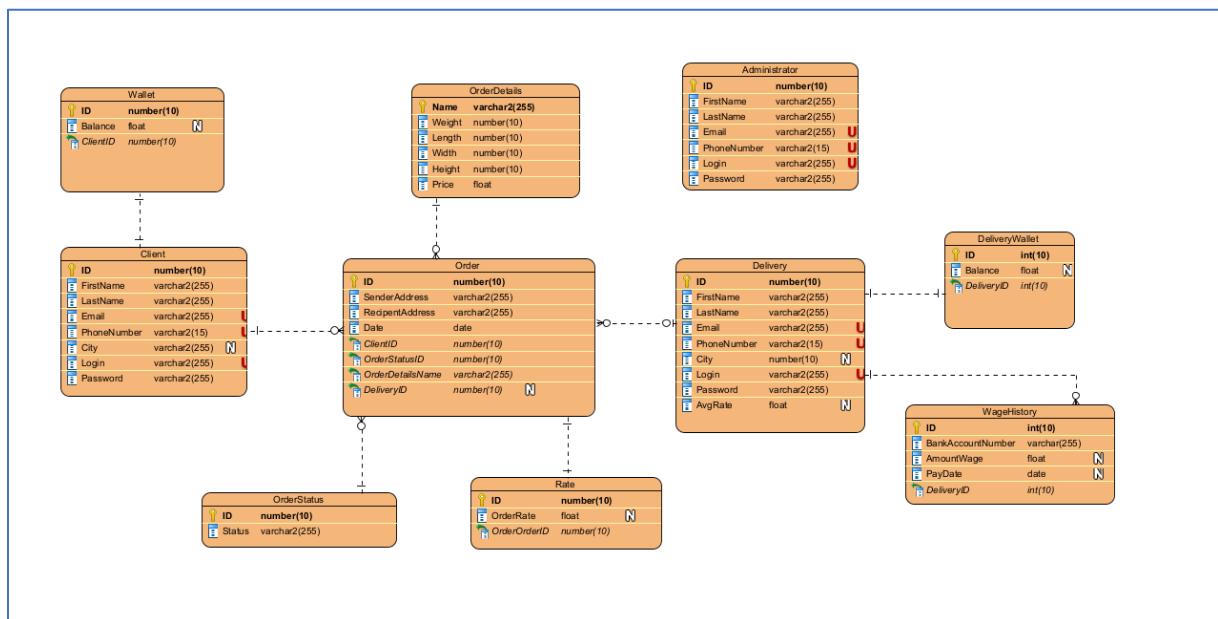 Wallet
ID number(10)
Balance float N
ClientID number(10)
OrderDetails
Name varchar2(255)
Weight number(10)
Length number(10)
Width number(10)
Height number(10)
Price float
Administrator
ID number(10)
FirstName varchar2(255)
LastName varchar2(255)
Email varchar2(255) U
PhoneNumber varchar2(15) U
Login varchar2(255) U
Password varchar2(255)
Client
ID number(10)
FirstName varchar2(255)
LastName varchar2(255)
Email varchar2(255) U
PhoneNumber varchar2(15) U
City varchar2(255) N
Login varchar2(255) U
Password varchar2(255)
Order
ID number(10)
SenderAddress varchar2(255)
RecipentAddress varchar2(255)
Date date
ClientID number(10)
OrderStatusID number(10)
OrderDetailsName varchar2(255)
DeliveryID number(10) N
Delivery
ID number(10)
FirstName varchar2(255)
LastName varchar2(255)
Email varchar2(255) U
PhoneNumber varchar2(15) U
City number(10) N
Login varchar2(255) U
Password varchar2(255)
AvgRate float N
DeliveryWallet
ID int(10)
Balance float N
DeliveryID int(10)
WageHistory
ID int(10)
BankAccountNumber varchar(255)
AmountWage float N
PayDate date N
DeliveryID int(10)
OrderStatus
ID number(10)
Status varchar2(255)
Rate
ID number(10)
OrderRate float N
OrderOrderID number(10)